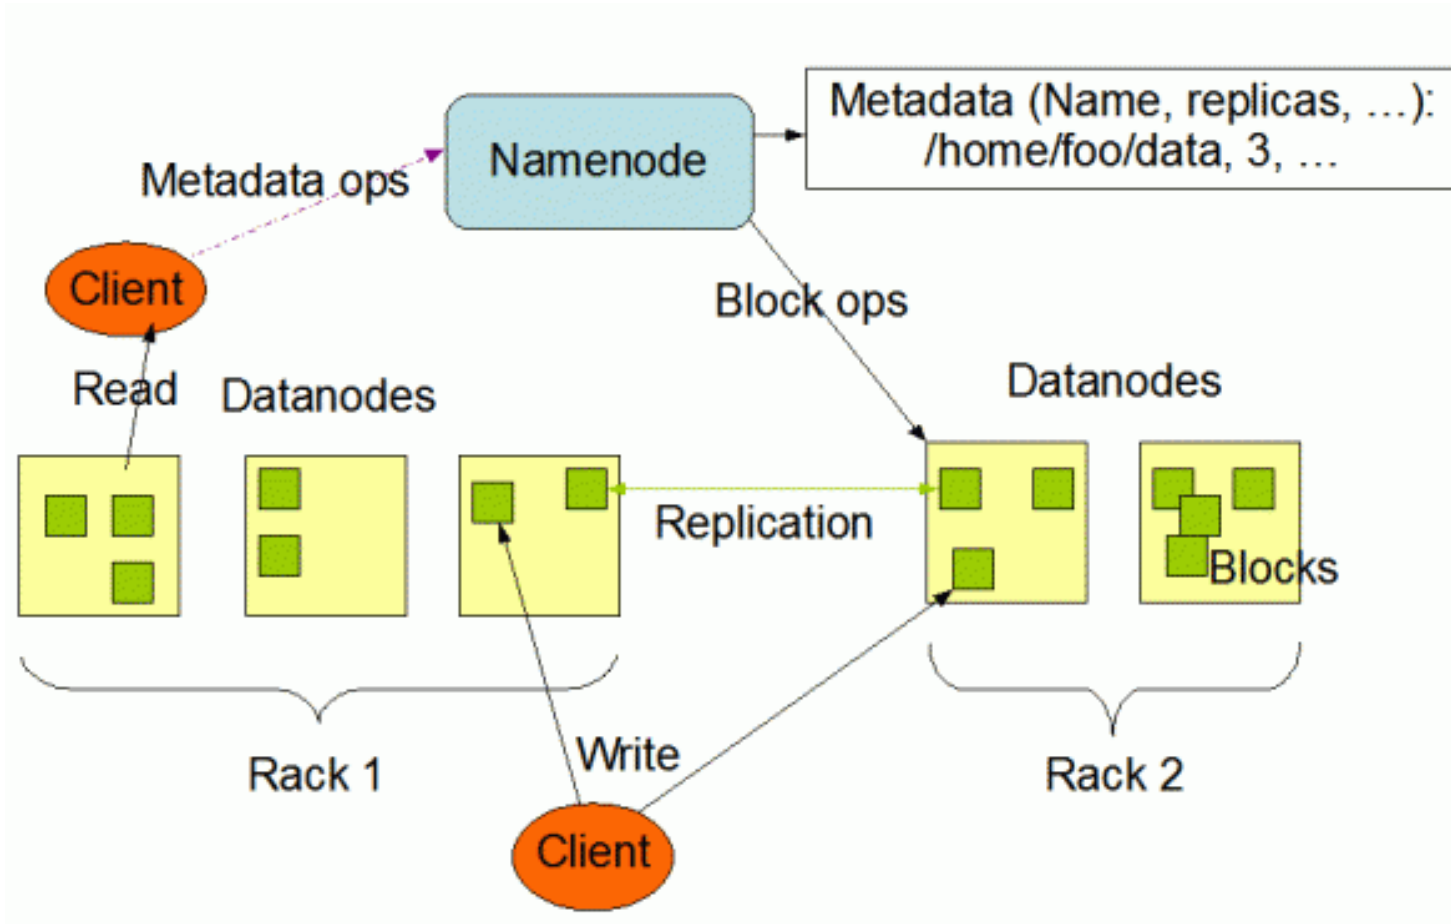 Metadata (Name, replicas, …):
/home/foo/data, 3, …
Namenode
Metadata ops
Client
Block ops
Read
Datanodes
Datanodes
Replication
Blocks
Rack 1
Write
Rack 2
Client